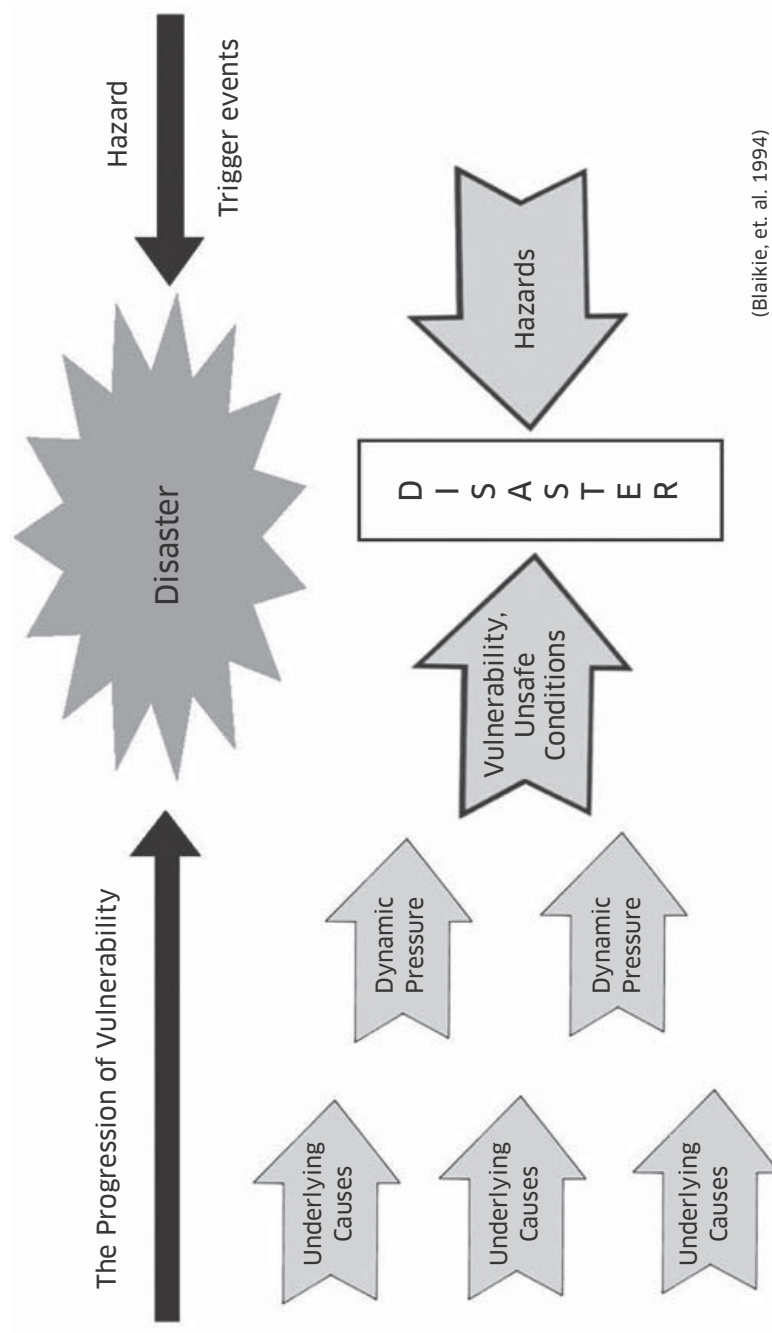 The Progression of Vulnerability
Disaster
Hazard
Trigger events
Underlying
Causes
Underlying
Causes
Underlying
Causes
Dynamic
Pressure
Dynamic
Pressure
Vulnerability,
Unsafe
Conditions
D
I
S
A
S
T
E
R
Hazards
(Blaikie, et. al. 1994)